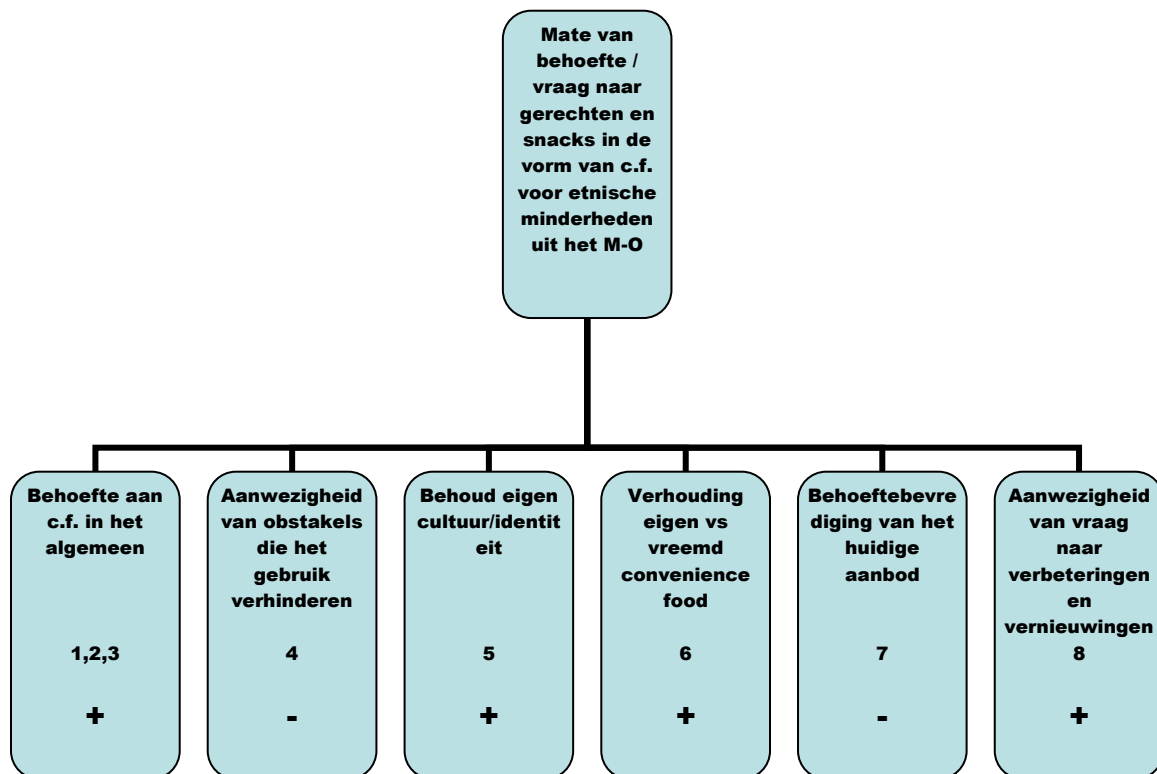 Mate van
behoefte /
vraag naar
gerechten en
snacks in de
vorm van c.f.
voor etnische
minderheden
uit het M-O
Behoefte aan
c.f. in het
algemeen
1,2,3
+
Aanwezigheid
van obstakels
die het
gebruik
verhinderen
4
-
Behoud eigen
cultuur/identit
eit
5
+
Verhouding
eigen vs
vreemd
convenience
food
6
+
Behoeftebevre
diging van het
huidige
aanbod
7
-
Aanwezigheid
van vraag
naar
verbeteringen
en
vernieuwingen
8
+